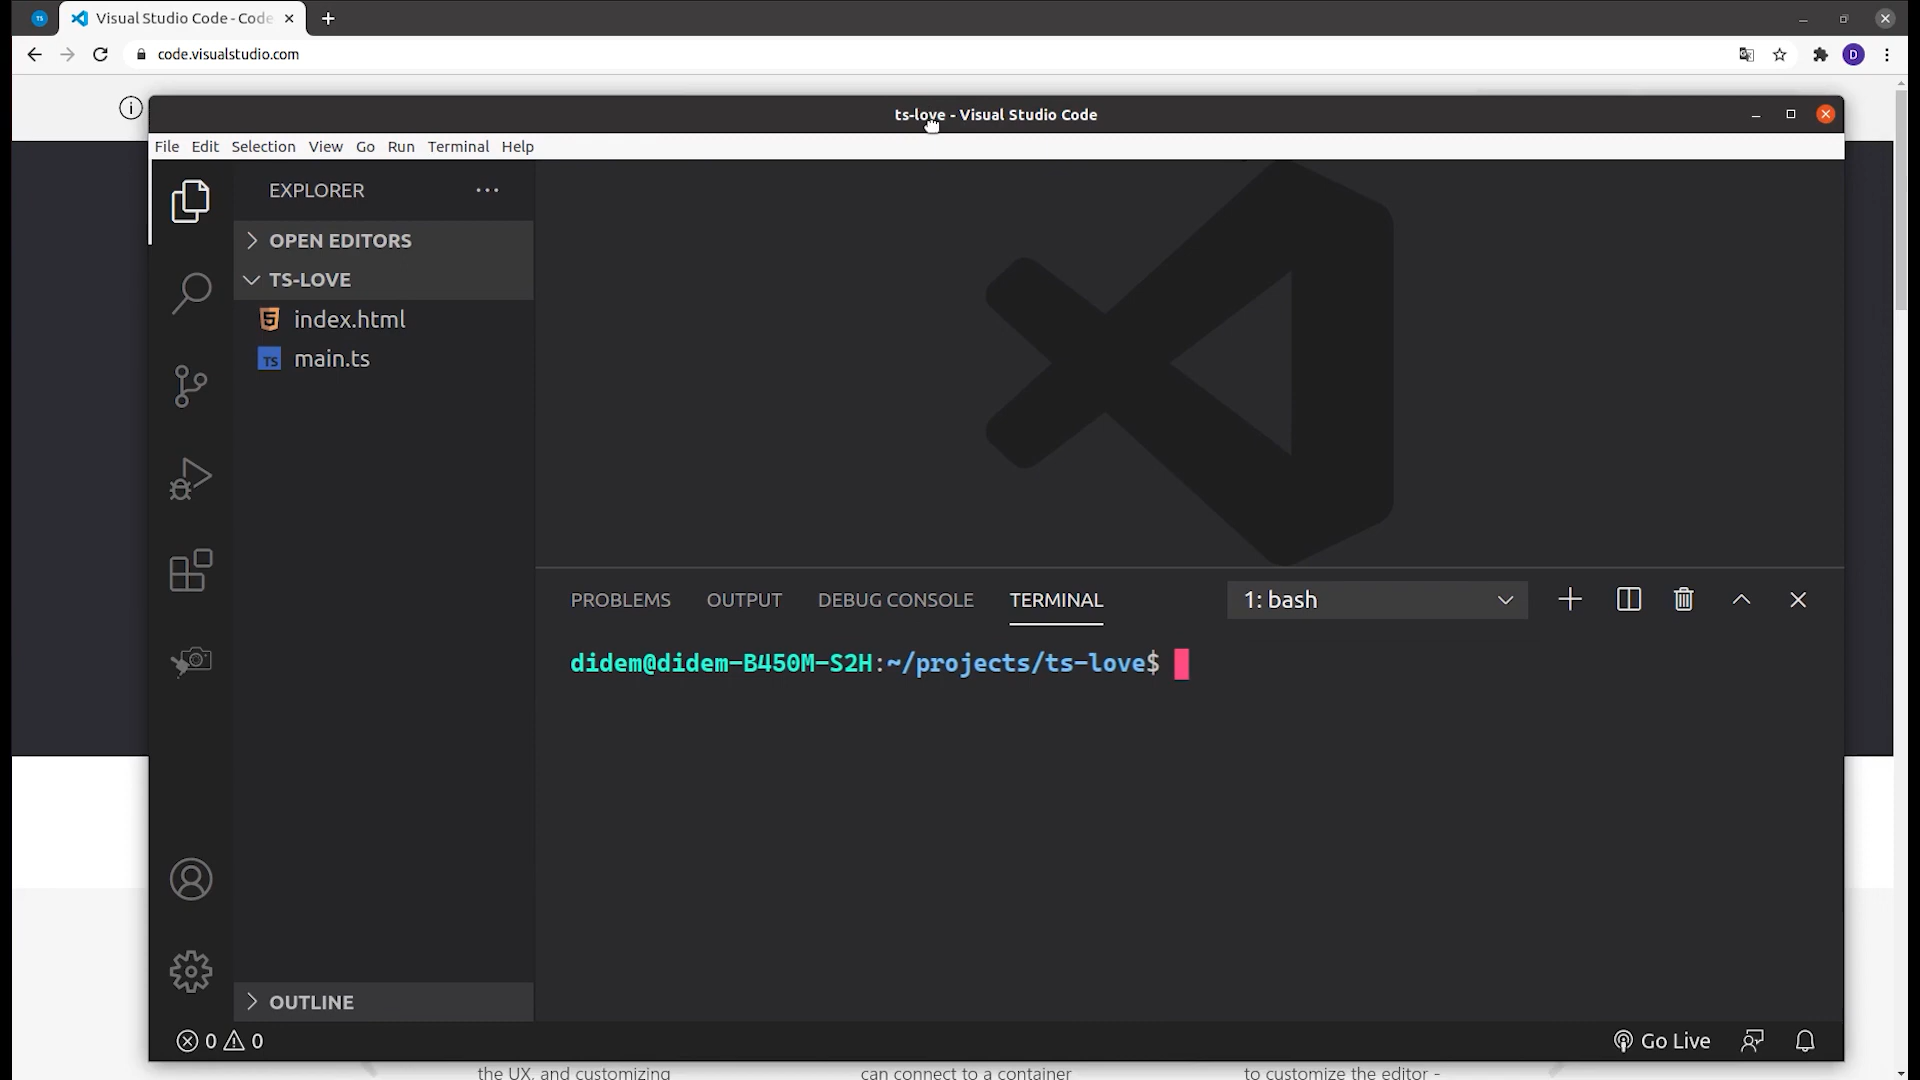 Visual Studio Code - Code
code.visualstudio.com
ts-love - Visual Studio Code
File Edit Selection View Go Run Terminal Help
EXPLORER
OPEN EDITORS
TS-LOVE
index.html
TS main.ts
PROBLEMS OUTPUT DEBUG CONSOLE TERMINAL 1: bash
didem@didem-B450M-S2H:~/projects/ts-love$
OUTLINE
0 0 Go Live
the UX, and customizing can connect to a container to customize the editor -
TS
D